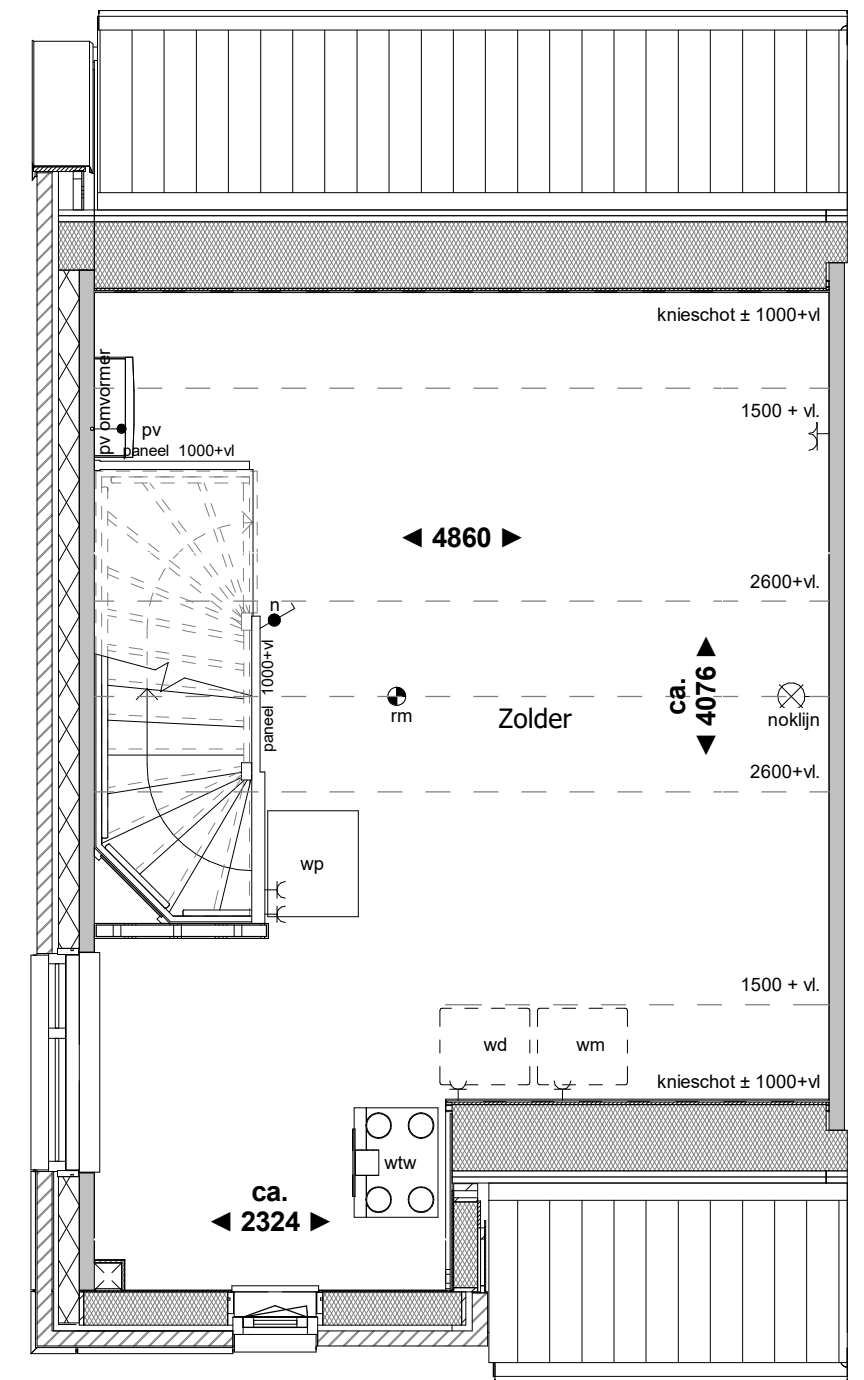 knieschot ± 1000+vl
pv omvormer
1500 + vl.
pv
paneel 1000+vl
◄ 4860 ►
2600+vl.
n
paneel 1000+vl
ca.
◄ 4076 ►
rm
Zolder
noklijn
2600+vl.
wp
1500 + vl.
wd
wm
knieschot ± 1000+vl
wtw
ca.
◄ 2324 ►